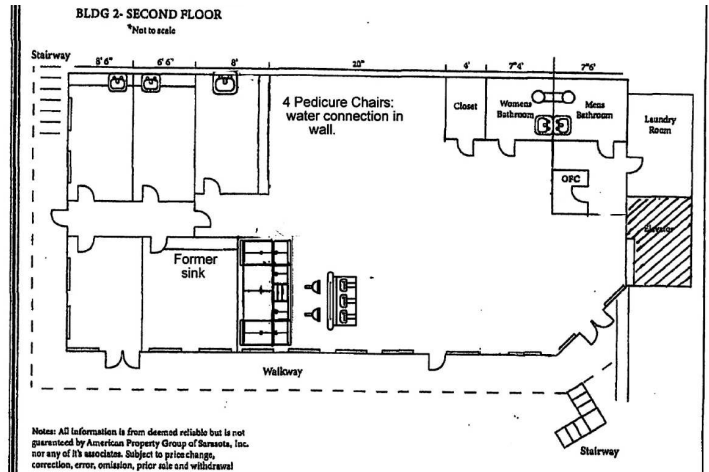 BLDG 2- SECOND FLOOR
*Not to scale
Stairway
8' 6" 6' 6" 8' 20" 4' 7'4" 7'6"
4 Pedicure Chairs:
water connection in
wall.
Closet
Womens
Bathroom
Mens
Bathroom
Laundry
Room
OFC
Elevator
Former
sink
Walkway
Stairway
Notes: All information is from deemed reliable but is not
guaranteed by American Property Group of Sarasota, Inc.
nor any of it's associates. Subject to price change,
correction, error, omission, prior sale and withdrawal